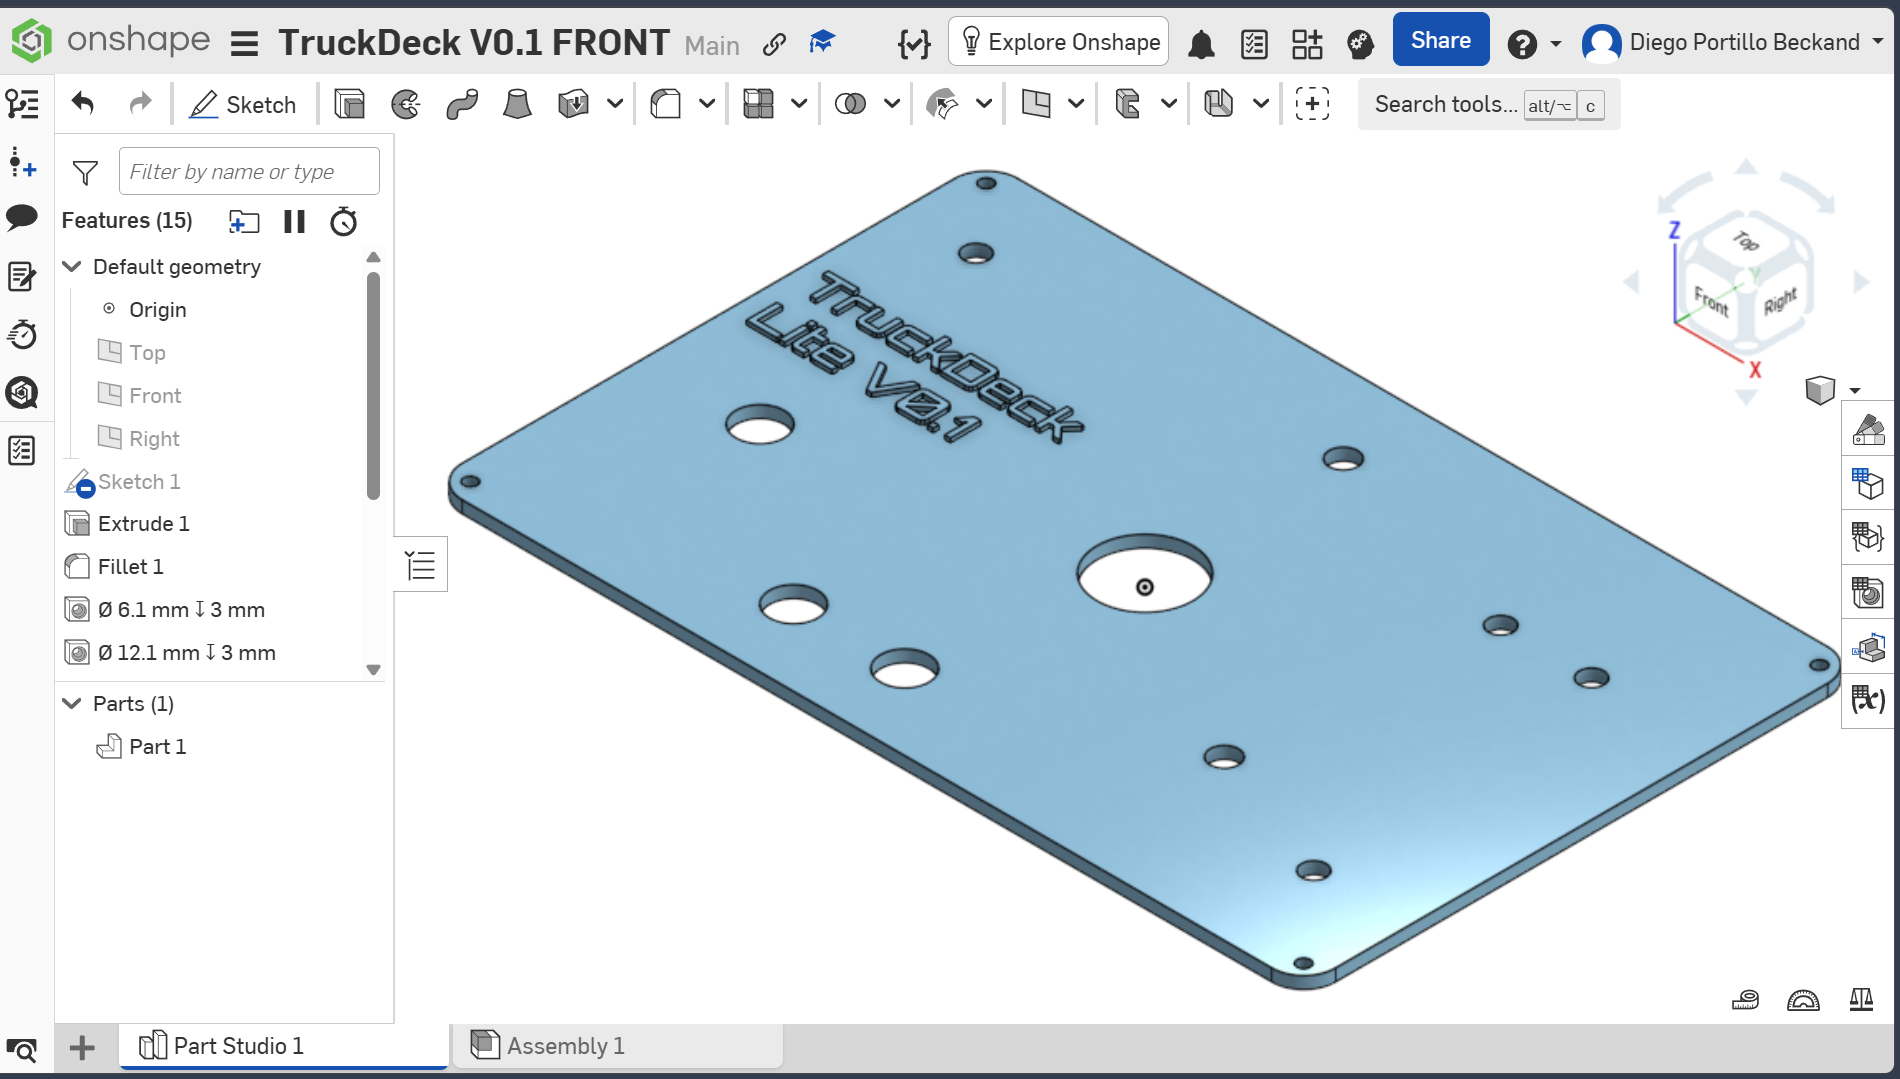 onshape
TruckDeck V0.1 FRONT Main
Explore Onshape
Share
Diego Portillo Beckand
Sketch
Search tools... alt/⌥ c
Filter by name or type
Features (15)
Default geometry
Origin
Top
Front
Right
Sketch 1
Extrude 1
Fillet 1
Ø 6.1 mm ↧ 3 mm
Ø 12.1 mm ↧ 3 mm
Parts (1)
Part 1
TruckDeck
Lite V0.1
Z
Top
Y
Front
Right
X
Part Studio 1
Assembly 1